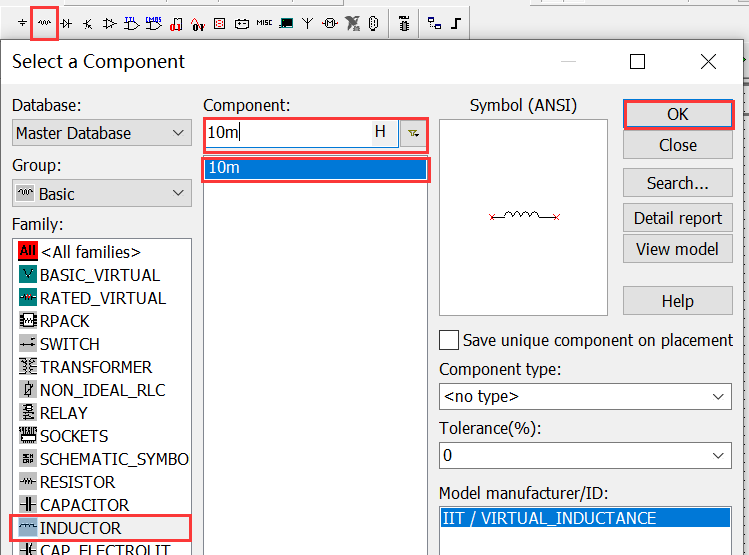 MISC
Select a Component
Database:
Master Database
Group:
Basic
Family:
All <All families>
BASIC_VIRTUAL
RATED_VIRTUAL
RPACK
SWITCH
TRANSFORMER
NON_IDEAL_RLC
RELAY
SOCKETS
SCHEMATIC_SYMBO
RESISTOR
CAPACITOR
INDUCTOR
CAP_ELECTROLIT
Component:
10m H
10m
Symbol (ANSI)
OK
Close
Search...
Detail report
View model
Help
Save unique component on placement
Component type:
<no type>
Tolerance(%):
0
Model manufacturer/ID:
IIT / VIRTUAL_INDUCTANCE